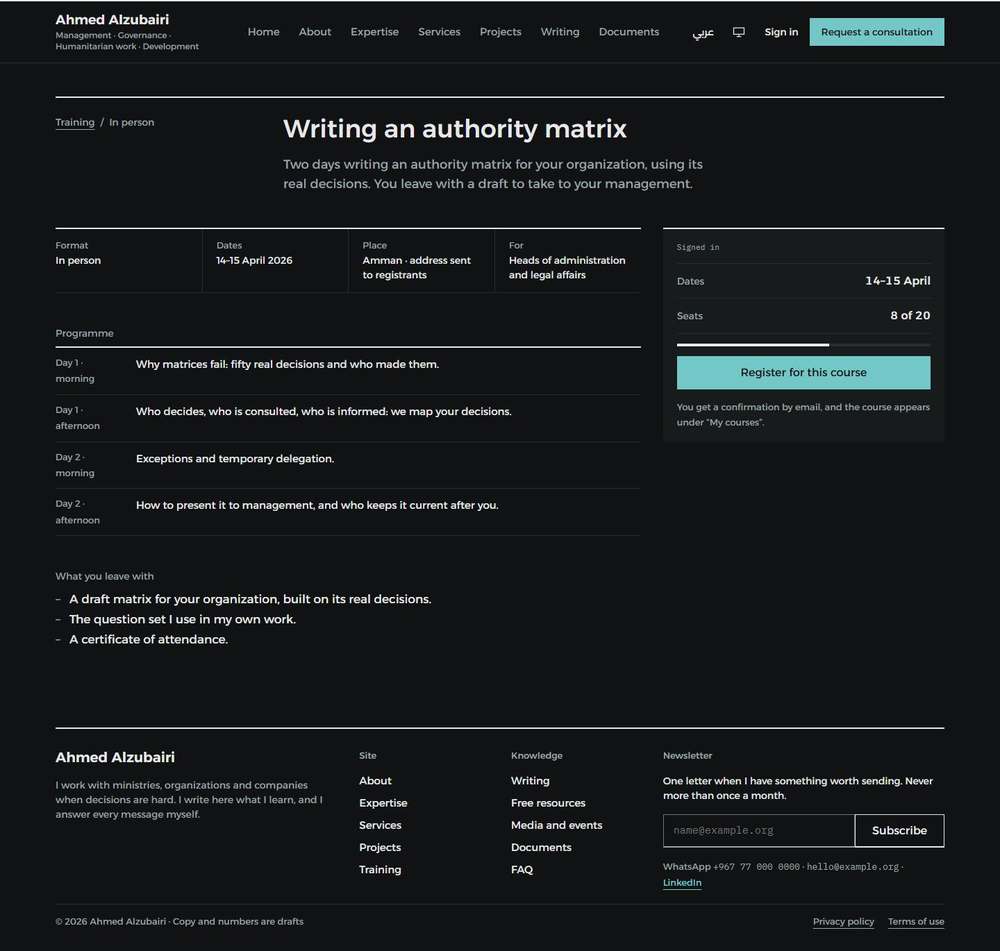 Ahmed Alzubairi
Management · Governance ·
Humanitarian work · Development
Home
About
Expertise
Services
Projects
Writing
Documents
عربي
Sign in
Request a consultation
Training / In person
Writing an authority matrix
Two days writing an authority matrix for your organization, using its
real decisions. You leave with a draft to take to your management.
Format
In person
Dates
14–15 April 2026
Place
Amman · address sent
to registrants
For
Heads of administration
and legal affairs
Signed in
Dates
14–15 April
Seats
8 of 20
Register for this course
You get a confirmation by email, and the course appears
under “My courses”.
Programme
Day 1 ·
morning
Why matrices fail: fifty real decisions and who made them.
Day 1 ·
afternoon
Who decides, who is consulted, who is informed: we map your decisions.
Day 2 ·
morning
Exceptions and temporary delegation.
Day 2 ·
afternoon
How to present it to management, and who keeps it current after you.
What you leave with
– A draft matrix for your organization, built on its real decisions.
– The question set I use in my own work.
– A certificate of attendance.
Ahmed Alzubairi
I work with ministries, organizations and companies
when decisions are hard. I write here what I learn, and I
answer every message myself.
Site
About
Expertise
Services
Projects
Training
Knowledge
Writing
Free resources
Media and events
Documents
FAQ
Newsletter
One letter when I have something worth sending. Never
more than once a month.
name@example.org
Subscribe
WhatsApp +967 77 000 0000 · hello@example.org ·
LinkedIn
© 2026 Ahmed Alzubairi · Copy and numbers are drafts
Privacy policy
Terms of use